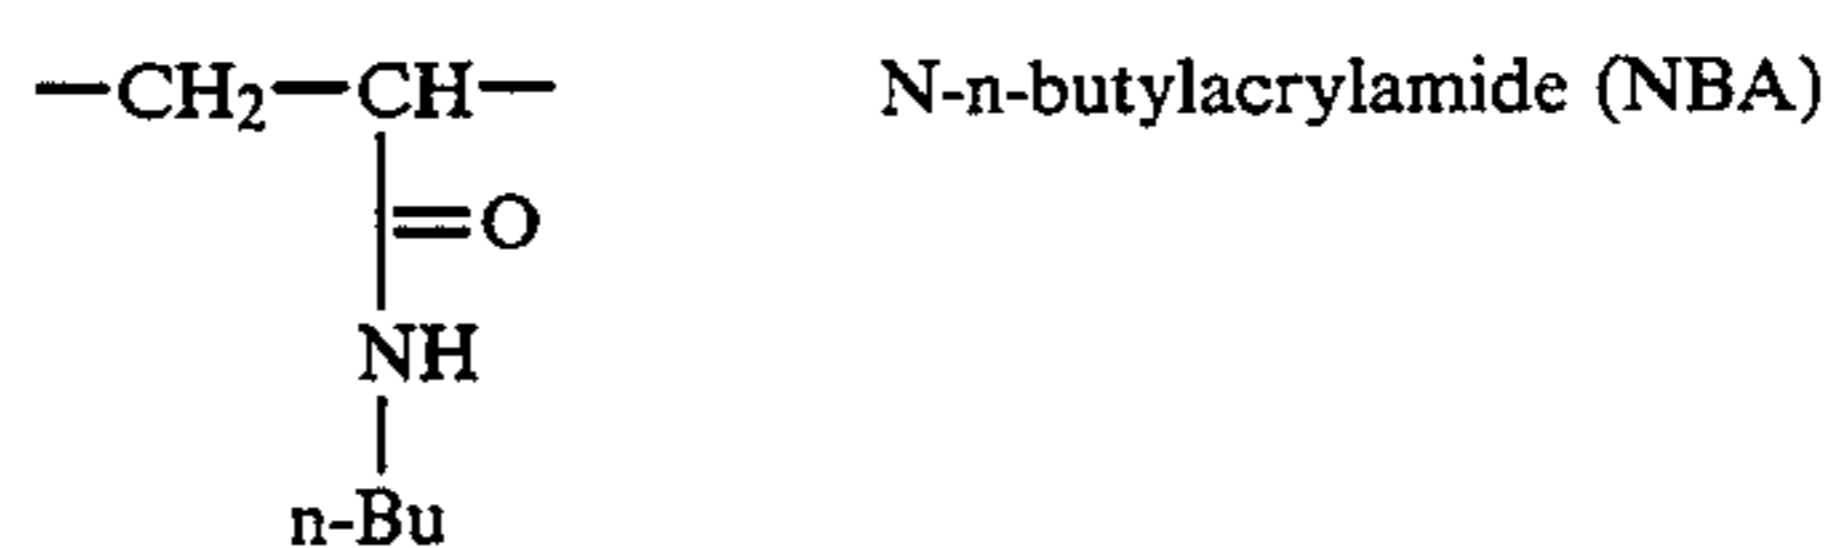 —CH₂—CH— N-n-butylacrylamide (NBA)
=O
NH
n-Bu